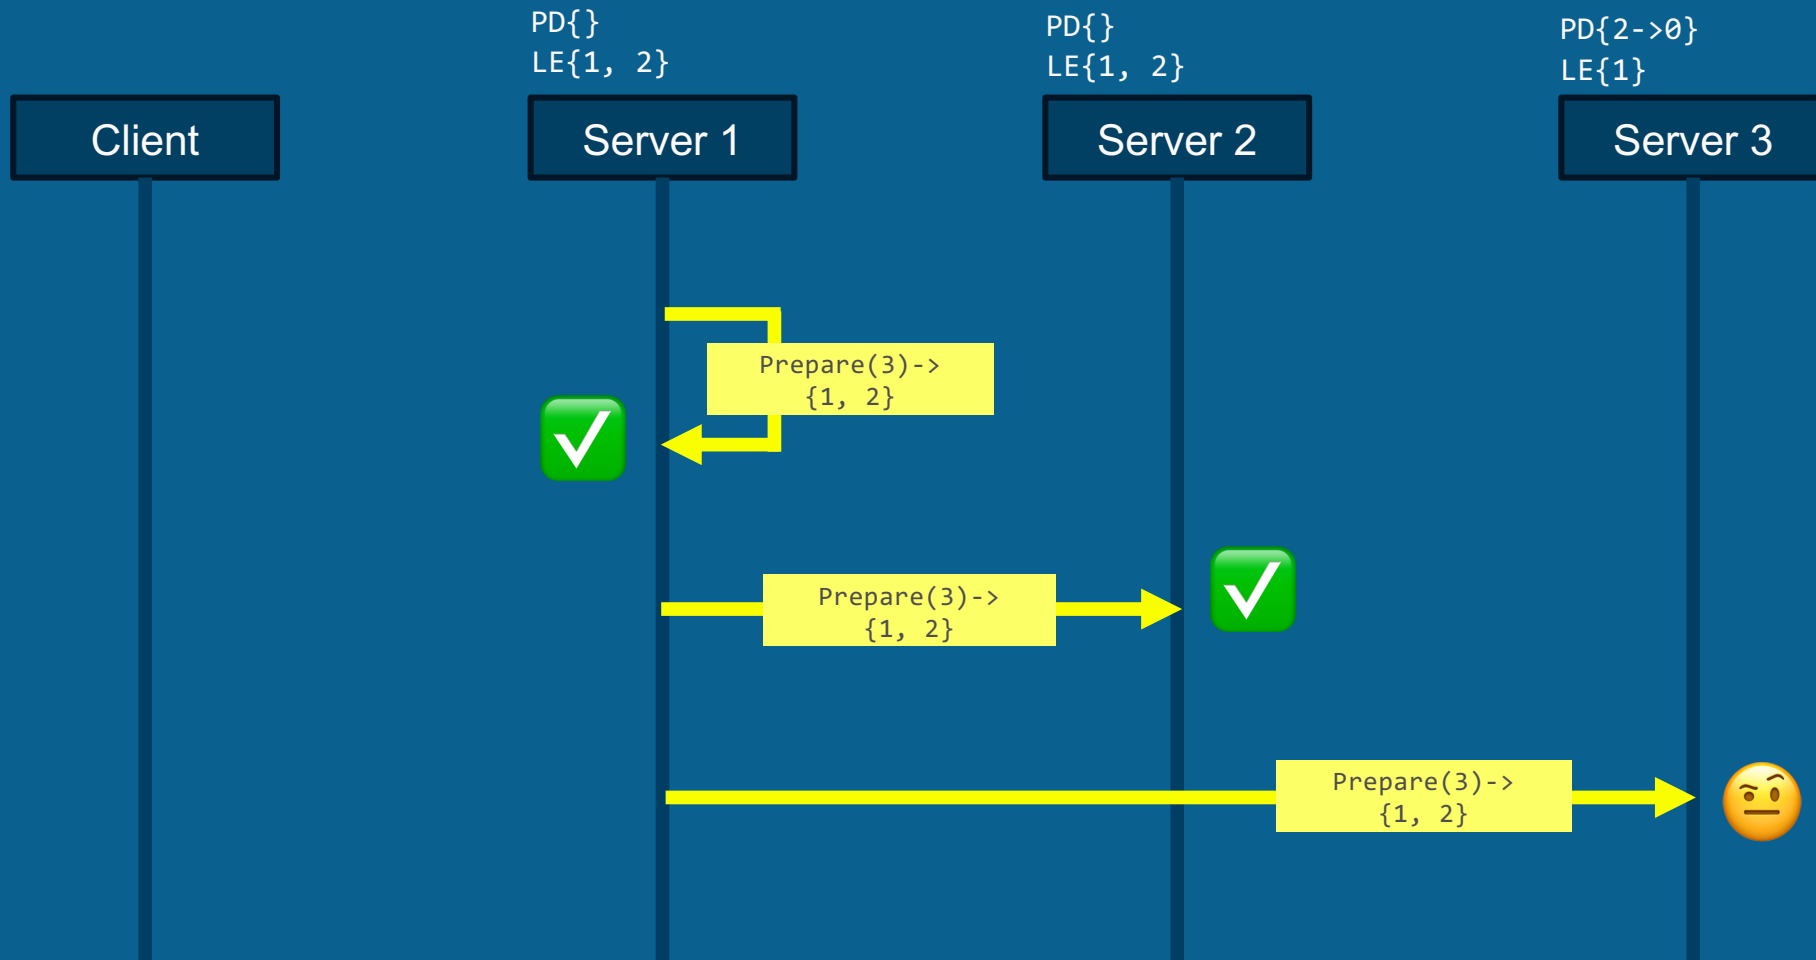 PD{}
LE{1, 2}
PD{}
LE{1, 2}
PD{2->0}
LE{1}
Client
Server 1
Server 2
Server 3
Prepare(3)->
{1, 2}
Prepare(3)->
{1, 2}
Prepare(3)->
{1, 2}